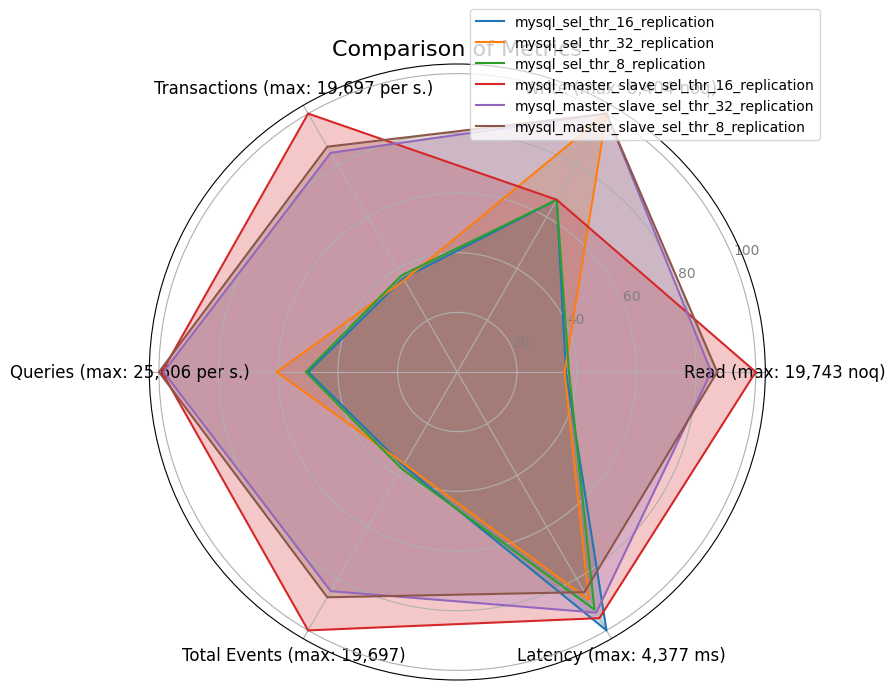 Comparison of Metrics
mysql_sel_thr_16_replication
mysql_sel_thr_32_replication
mysql_sel_thr_8_replication
mysql_master_slave_sel_thr_16_replication
mysql_master_slave_sel_thr_32_replication
mysql_master_slave_sel_thr_8_replication
Transactions (max: 19,697 per s.)
100
80
60
40
20
Queries (max: 25,606 per s.)
Read (max: 19,743 noq)
Total Events (max: 19,697)
Latency (max: 4,377 ms)